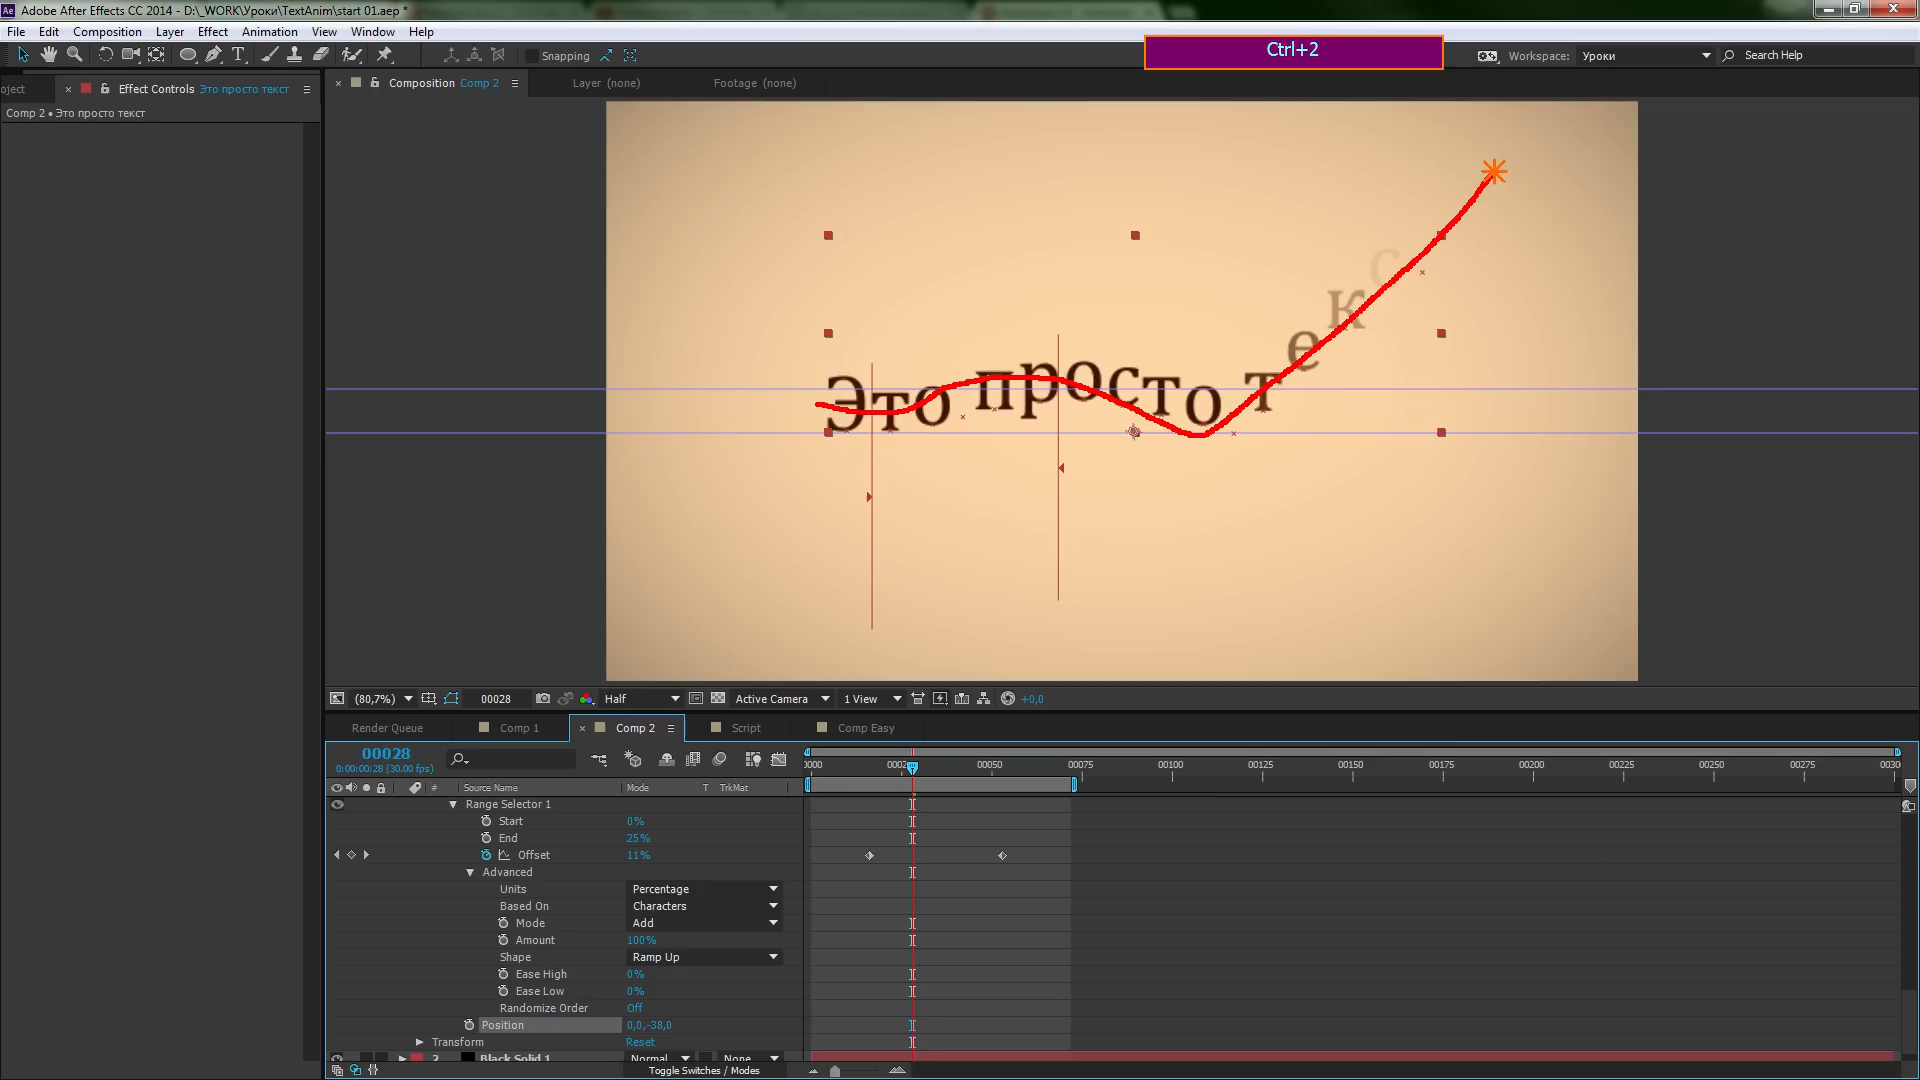 Adobe After Effects CC 2014 - D:\_WORK\Уроки\TextAnim\start 01.aep *
File Edit Composition Layer Effect Animation View Window Help
Ctrl+2
Snapping
Workspace: Уроки
Search Help
oject
Effect Controls Это просто текст
Comp 2 • Это просто текст
Composition Comp 2
Layer (none)
Footage (none)
Это просто текс
(80,7%)
00028
Half
Active Camera
1 View
+0,0
Render Queue
Comp 1
Comp 2
Script
Comp Easy
00028
0:00:00:28 (30.00 fps)
0000 0002 00050 00075 00100 00125 00150 00175 00200 00225 00250 00275 0030
# Source Name Mode T TrkMat
Range Selector 1
Start 0%
End 25%
Offset 11%
Advanced
Units Percentage
Based On Characters
Mode Add
Amount 100%
Shape Ramp Up
Ease High 0%
Ease Low 0%
Randomize Order Off
Position 0,0,-38,0
Transform Reset
2 Black Solid 1 Normal None
Toggle Switches / Modes